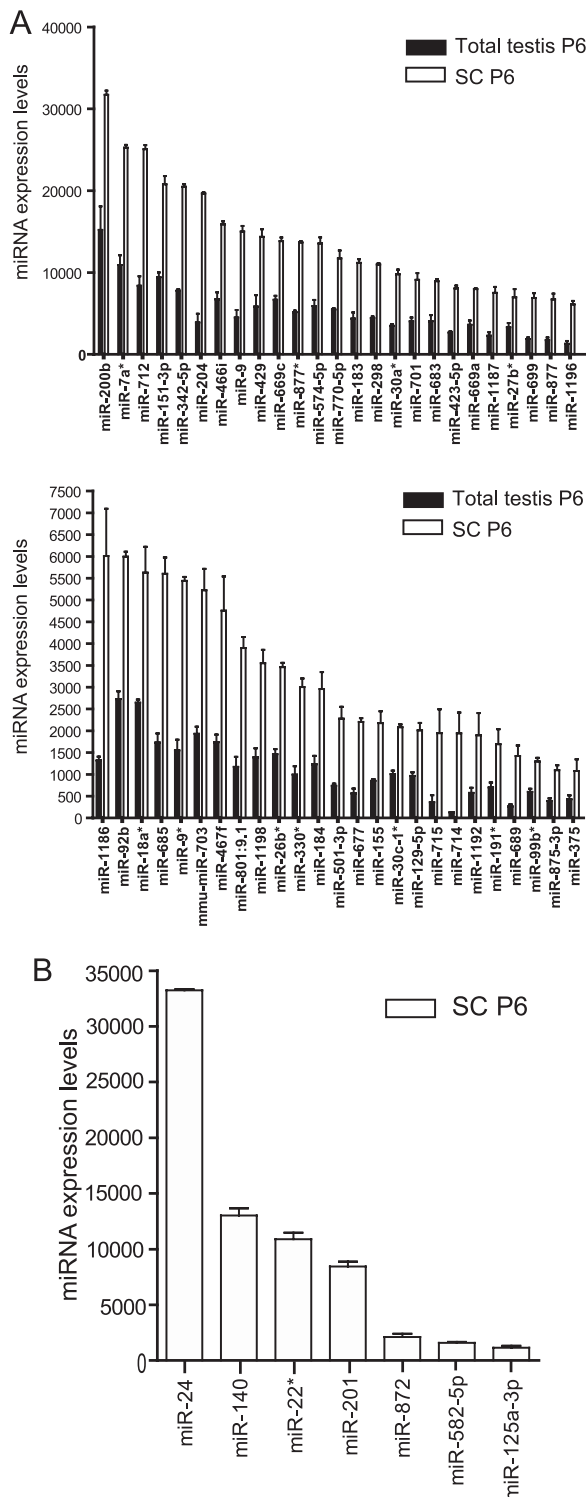 A
Total testis P6
SC P6
miRNA expression levels
40000
30000
20000
10000
0
miR-200b
miR-7a*
miR-712
miR-151-3p
miR-342-5p
miR-204
miR-466i
miR-9
miR-429
miR-669c
miR-877*
miR-574-5p
miR-770-5p
miR-183
miR-298
miR-30a*
miR-701
miR-683
miR-423-5p
miR-669a
miR-1187
miR-27b*
miR-699
miR-877
miR-1196
Total testis P6
SC P6
miRNA expression levels
7500
7000
6500
6000
5500
5000
4500
4000
3500
3000
2500
2000
1500
1000
500
0
miR-1186
miR-92b
miR-18a*
miR-685
miR-9*
mmu-miR-703
miR-467f
miR-801:9.1
miR-1198
miR-26b*
miR-330*
miR-184
miR-501-3p
miR-677
miR-155
miR-30c-1*
miR-129-5p
miR-715
miR-714
miR-1192
miR-191*
miR-689
miR-99b*
miR-875-3p
miR-375
B
SC P6
miRNA expression levels
35000
30000
25000
20000
15000
10000
5000
0
miR-24
miR-140
miR-22*
miR-201
miR-872
miR-582-5p
miR-125a-3p